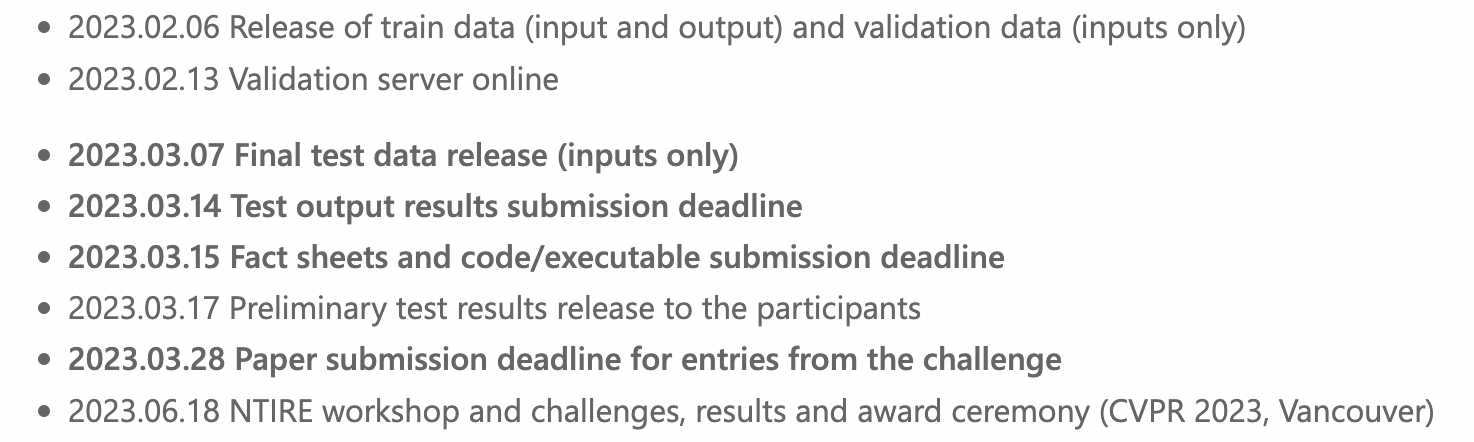 • 2023.02.06 Release of train data (input and output) and validation data (inputs only)
• 2023.02.13 Validation server online
• 2023.03.07 Final test data release (inputs only)
• 2023.03.14 Test output results submission deadline
• 2023.03.15 Fact sheets and code/executable submission deadline
• 2023.03.17 Preliminary test results release to the participants
• 2023.03.28 Paper submission deadline for entries from the challenge
• 2023.06.18 NTIRE workshop and challenges, results and award ceremony (CVPR 2023, Vancouver)